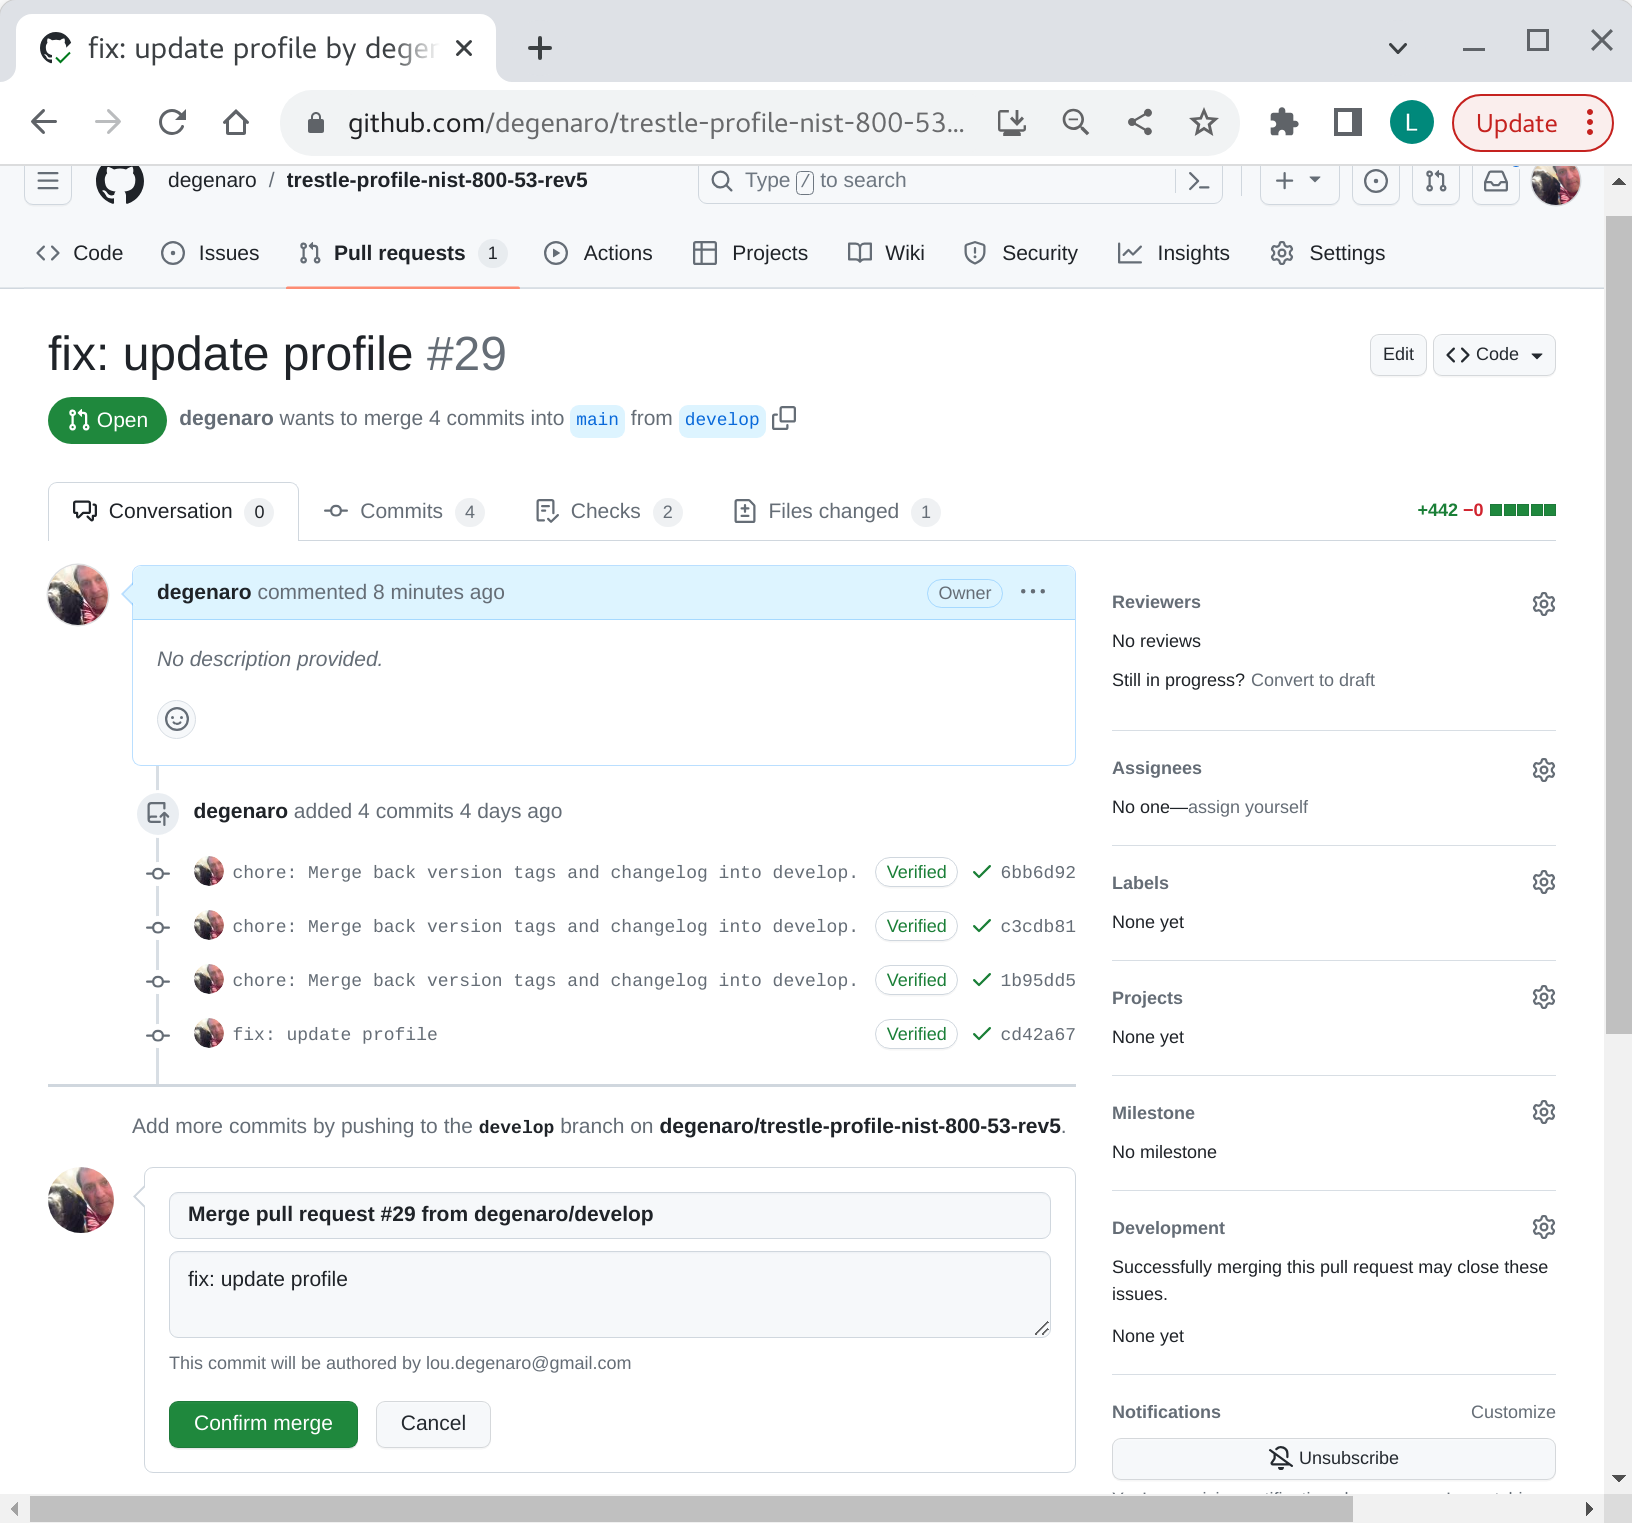 fix: update profile by degen
github.com/degenaro/trestle-profile-nist-800-53...
L
Update
degenaro / trestle-profile-nist-800-53-rev5
Type / to search
Code
Issues
Pull requests 1
Actions
Projects
Wiki
Security
Insights
Settings
fix: update profile #29
Edit
Code
Open
degenaro wants to merge 4 commits into main from develop
Conversation 0
Commits 4
Checks 2
Files changed 1
+442 −0
degenaro commented 8 minutes ago
Owner
No description provided.
degenaro added 4 commits 4 days ago
chore: Merge back version tags and changelog into develop. Verified 6bb6d92
chore: Merge back version tags and changelog into develop. Verified c3cdb81
chore: Merge back version tags and changelog into develop. Verified 1b95dd5
fix: update profile Verified cd42a67
Add more commits by pushing to the develop branch on degenaro/trestle-profile-nist-800-53-rev5.
Merge pull request #29 from degenaro/develop
fix: update profile
This commit will be authored by lou.degenaro@gmail.com
Confirm merge
Cancel
Reviewers
No reviews
Still in progress? Convert to draft
Assignees
No one—assign yourself
Labels
None yet
Projects
None yet
Milestone
No milestone
Development
Successfully merging this pull request may close these
issues.
None yet
Notifications
Customize
Unsubscribe